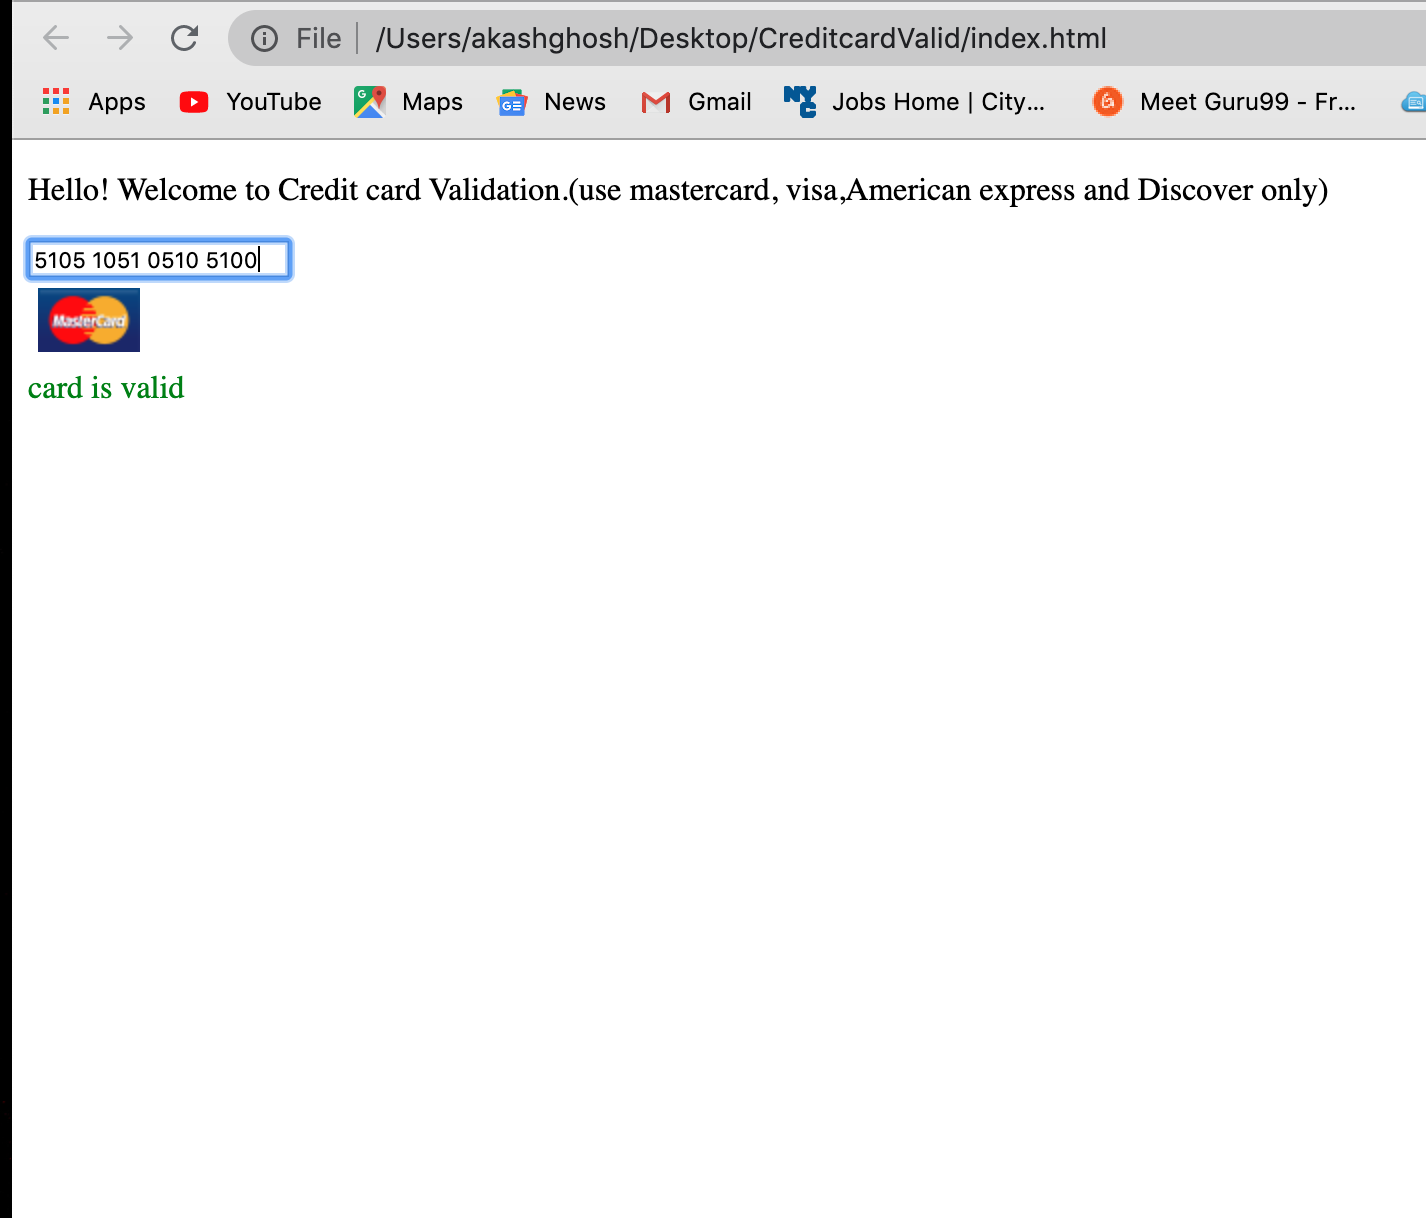 File /Users/akashghosh/Desktop/CreditcardValid/index.html
Apps YouTube Maps News Gmail NYC Jobs Home | City... Meet Guru99 - Fr...
Hello! Welcome to Credit card Validation.(use mastercard, visa,American express and Discover only)
5105 1051 0510 5100
MasterCard
card is valid